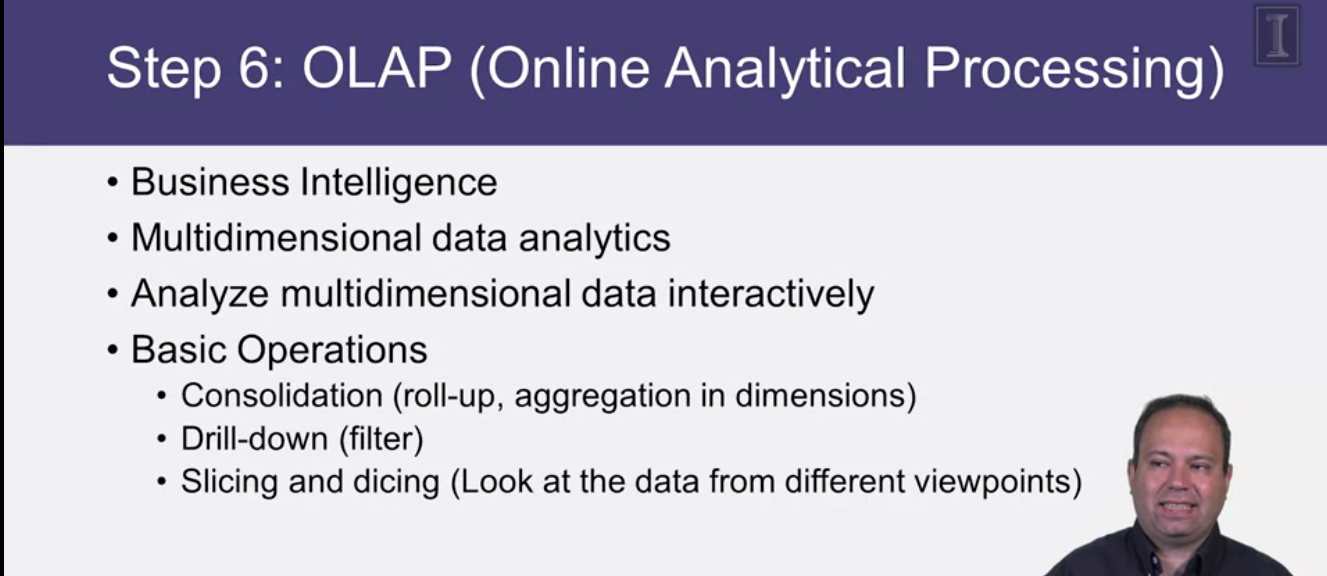 Step 6: OLAP (Online Analytical Processing)
I
• Business Intelligence
• Multidimensional data analytics
• Analyze multidimensional data interactively
• Basic Operations
• Consolidation (roll-up, aggregation in dimensions)
• Drill-down (filter)
• Slicing and dicing (Look at the data from different viewpoints)